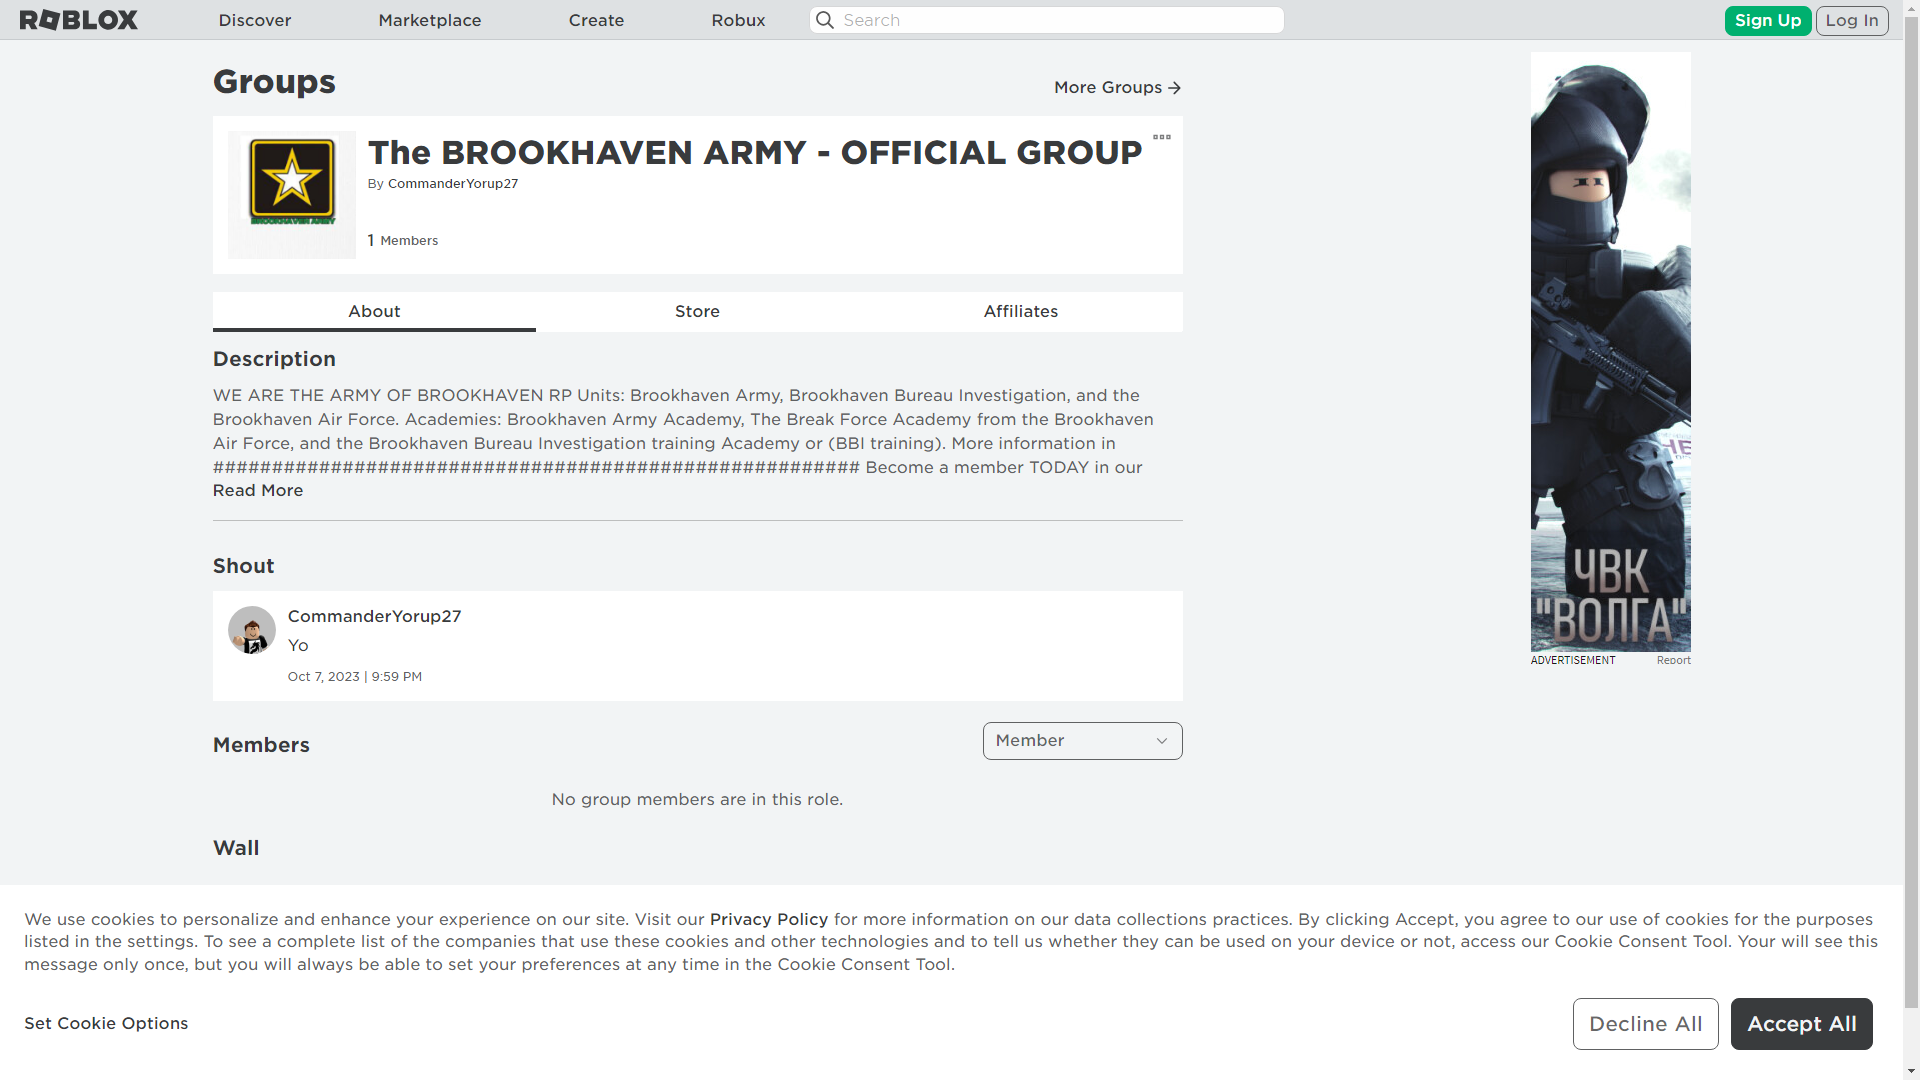 ROBLOX
Discover
Marketplace
Create
Robux
Search
Sign Up
Log In
Groups
More Groups
The BROOKHAVEN ARMY - OFFICIAL GROUP
By CommanderYorup27
BROOKHAVEN ARMY
1 Members
About
Store
Affiliates
Description
WE ARE THE ARMY OF BROOKHAVEN RP Units: Brookhaven Army, Brookhaven Bureau Investigation, and the
Brookhaven Air Force. Academies: Brookhaven Army Academy, The Break Force Academy from the Brookhaven
Air Force, and the Brookhaven Bureau Investigation training Academy or (BBI training). More information in
####################################################### Become a member TODAY in our
Read More
Shout
CommanderYorup27
Yo
Oct 7, 2023 | 9:59 PM
Members
Member
No group members are in this role.
Wall
ЧВК
"ВОЛГА"
ADVERTISEMENT
Report
We use cookies to personalize and enhance your experience on our site. Visit our Privacy Policy for more information on our data collections practices. By clicking Accept, you agree to our use of cookies for the purposes
listed in the settings. To see a complete list of the companies that use these cookies and other technologies and to tell us whether they can be used on your device or not, access our Cookie Consent Tool. Your will see this
message only once, but you will always be able to set your preferences at any time in the Cookie Consent Tool.
Set Cookie Options
Decline All
Accept All